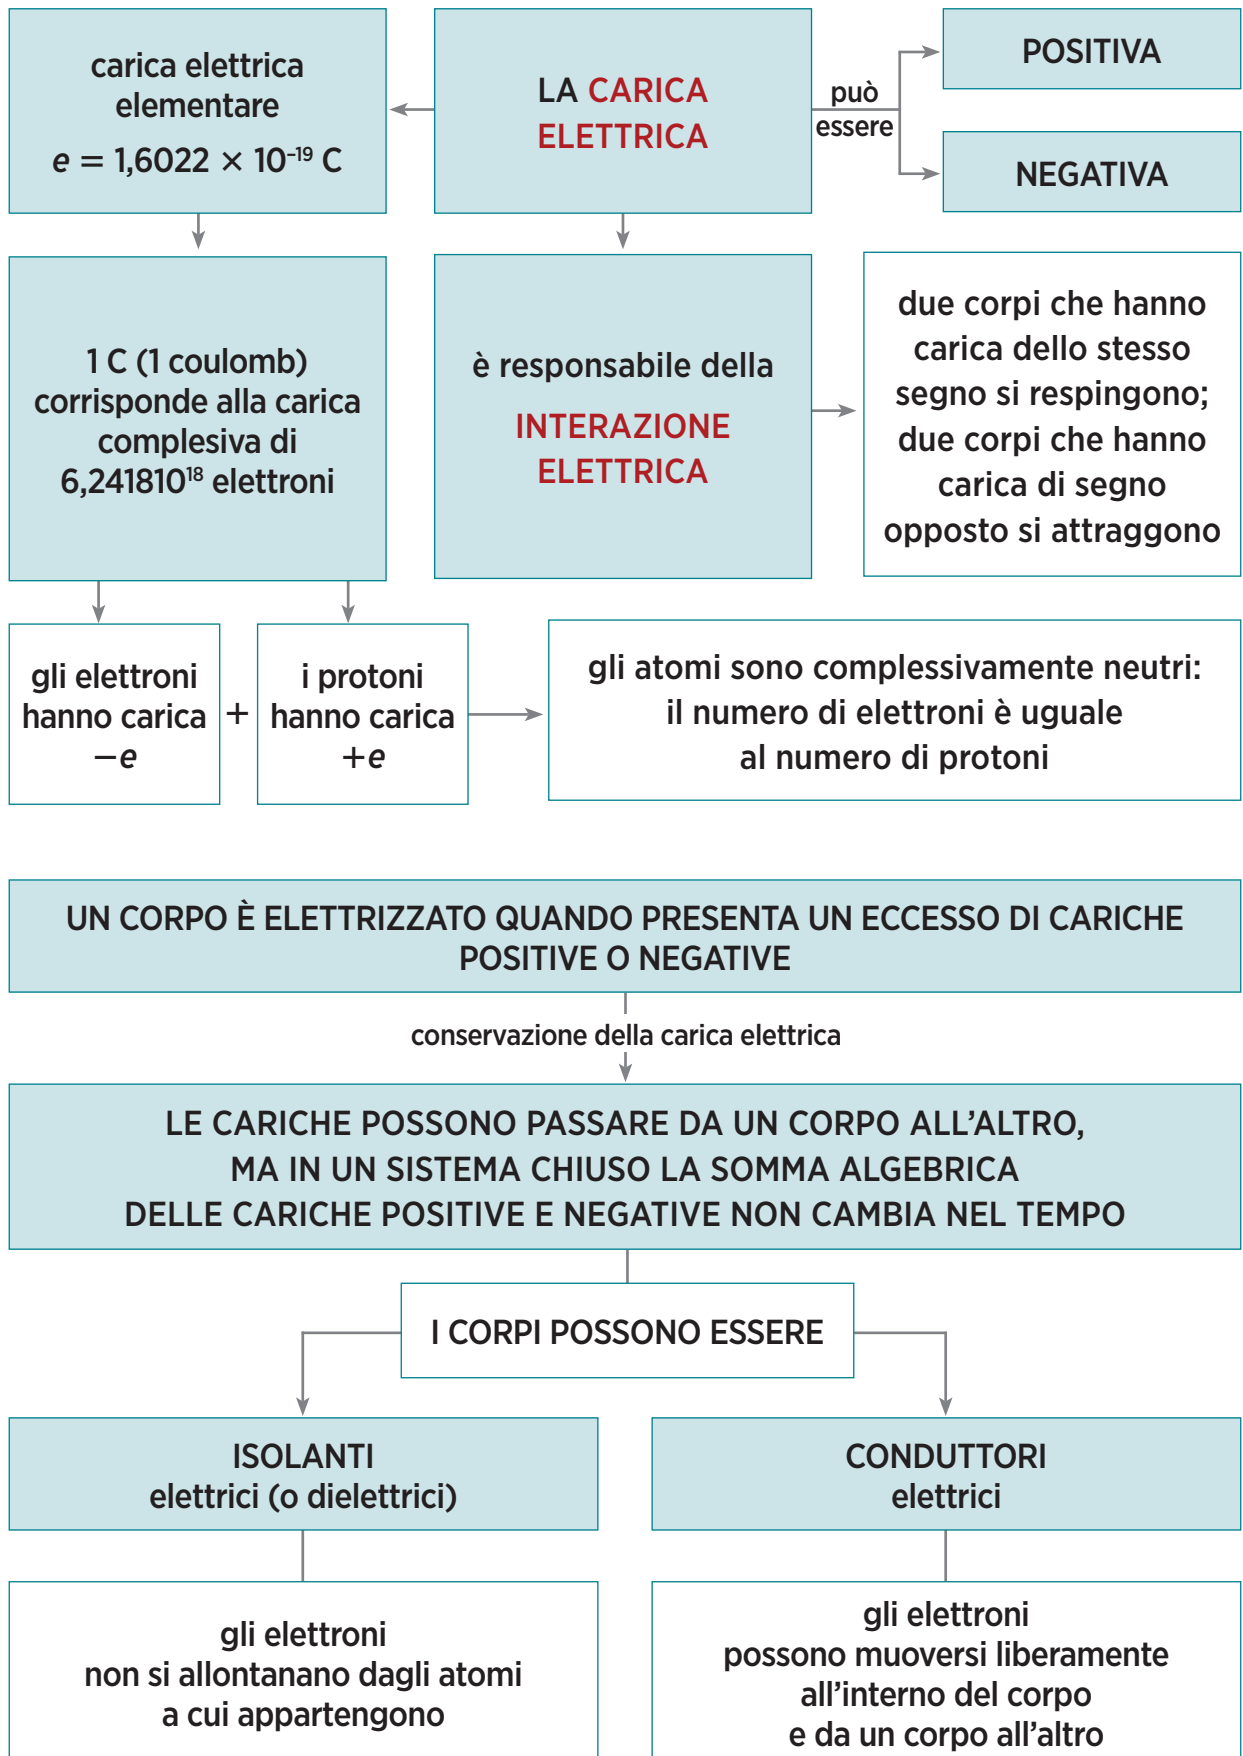 carica elettrica
elementare
e = 1,6022 × 10⁻¹⁹ C
LA CARICA
ELETTRICA
può
essere
POSITIVA
NEGATIVA
1 C (1 coulomb)
corrisponde alla carica
complesiva di
6,241810¹⁸ elettroni
è responsabile della
INTERAZIONE
ELETTRICA
due corpi che hanno
carica dello stesso
segno si respingono;
due corpi che hanno
carica di segno
opposto si attraggono
gli elettroni
hanno carica
−e
+
i protoni
hanno carica
+e
gli atomi sono complessivamente neutri:
il numero di elettroni è uguale
al numero di protoni
UN CORPO È ELETTRIZZATO QUANDO PRESENTA UN ECCESSO DI CARICHE
POSITIVE O NEGATIVE
conservazione della carica elettrica
LE CARICHE POSSONO PASSARE DA UN CORPO ALL'ALTRO,
MA IN UN SISTEMA CHIUSO LA SOMMA ALGEBRICA
DELLE CARICHE POSITIVE E NEGATIVE NON CAMBIA NEL TEMPO
I CORPI POSSONO ESSERE
ISOLANTI
elettrici (o dielettrici)
CONDUTTORI
elettrici
gli elettroni
non si allontanano dagli atomi
a cui appartengono
gli elettroni
possono muoversi liberamente
all'interno del corpo
e da un corpo all'altro